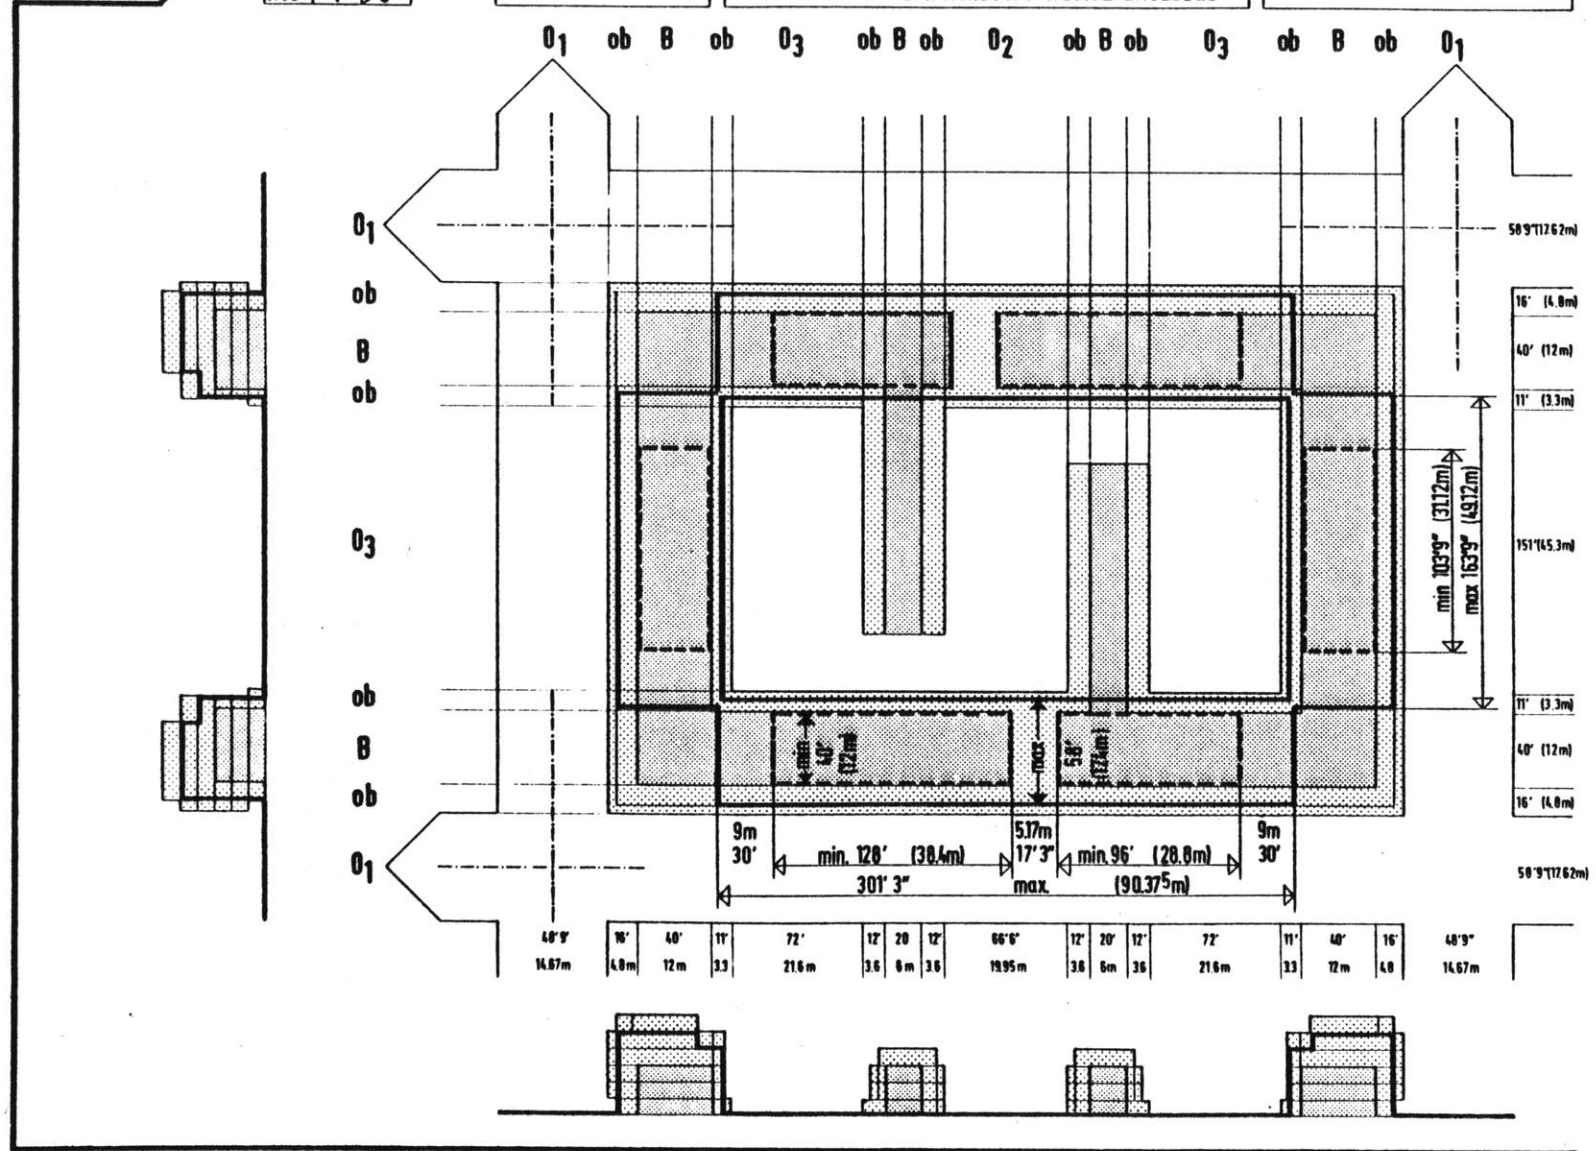 O1 ob B ob O3 ob B ob O2 ob B ob O3 ob B ob O1
O1
58'9"(17.62m)
ob
16' (4.8m)
B
40' (12m)
ob
11' (3.3m)
min 103'9" (31.12m)
max 163'9" (49.12m)
O3
151'(45.3m)
ob
11' (3.3m)
B
min 40' (12m)
max 58' (17.4m)
40' (12m)
ob
16' (4.8m)
9m 5.17m 9m
30' 17'3" 30'
min. 128' (38.4m) min. 96' (28.8m)
O1
301' 3" max. (90.37⁵m)
58'9"(17.62m)
48'9" 16' 40' 11' 72' 12' 20 12' 66'6" 12' 20' 12' 72' 11' 40' 16' 48'9"
14.67m 4.8m 12m 3.3 21.6m 3.6 6m 3.6 19.95m 3.6 6m 3.6 21.6m 3.3 12m 4.8 14.67m